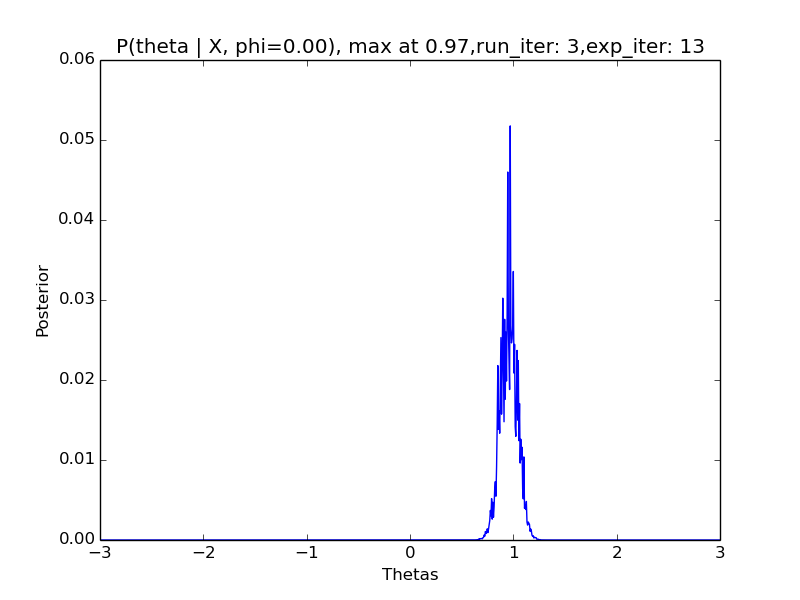 P(theta | X, phi=0.00), max at 0.97,run_iter: 3,exp_iter: 13
0.06
0.05
0.04
0.03
0.02
0.01
0.00
Posterior
−3 −2 −1 0 1 2 3
Thetas